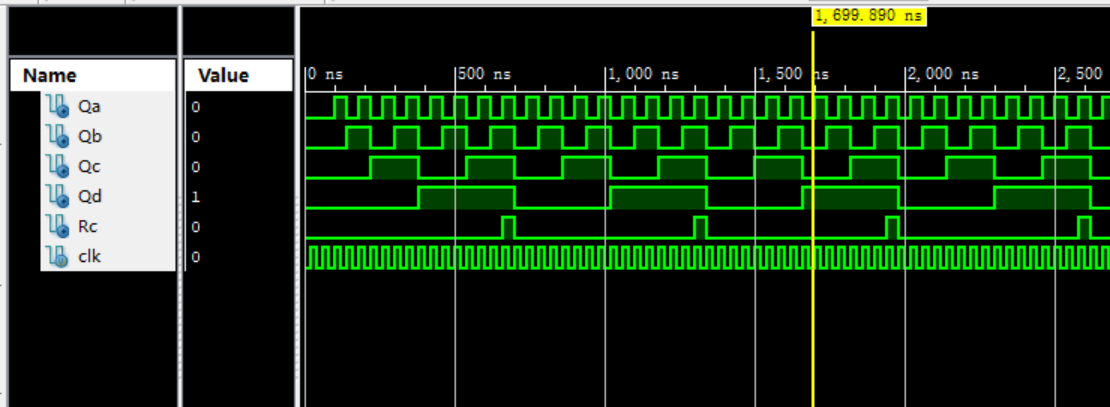 1,699.890 ns
Name Value
0 ns 500 ns 1,000 ns 1,500 ns 2,000 ns 2,500
Qa 0
Qb 0
Qc 0
Qd 1
Rc 0
clk 0